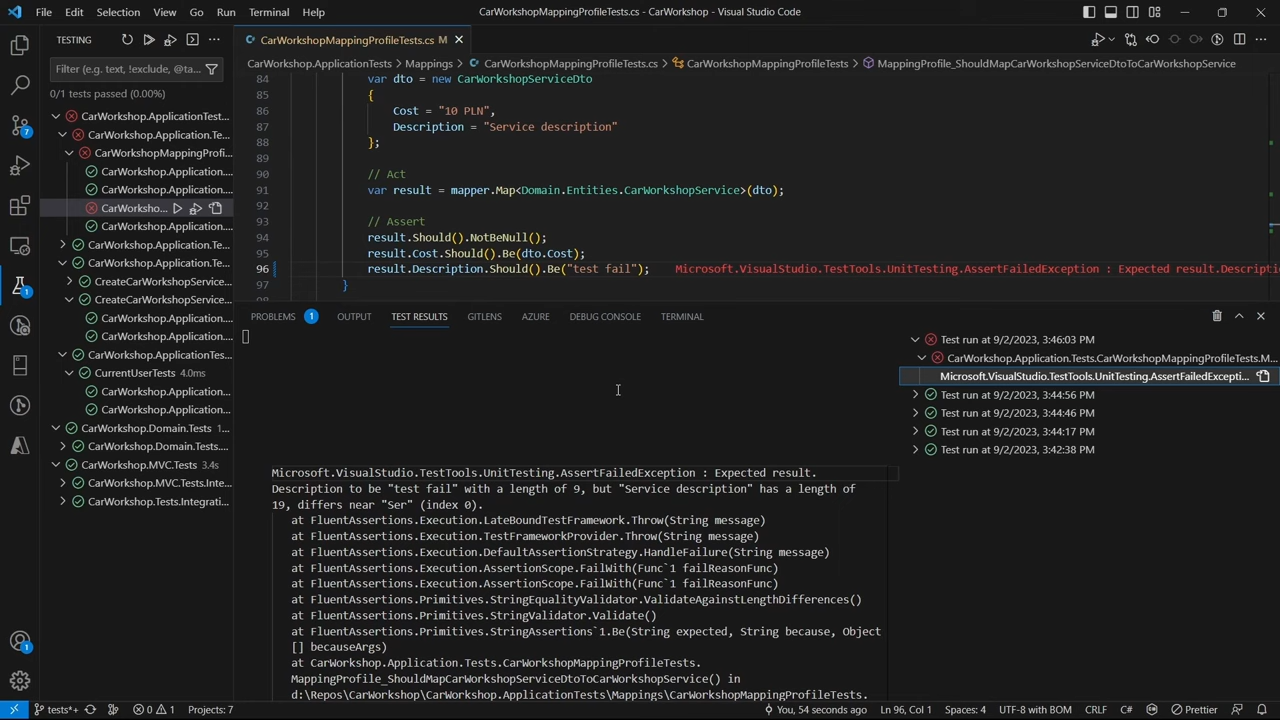 File Edit Selection View Go Run Terminal Help
CarWorkshopMappingProfileTests.cs - CarWorkshop - Visual Studio Code
TESTING
Filter (e.g. text, !exclude, @ta...
0/1 tests passed (0.00%)
CarWorkshop.ApplicationTest...
CarWorkshop.Application.Te...
CarWorkshopMappingProfi...
CarWorkshop.Application....
CarWorkshop.Application....
CarWorksho...
CarWorkshop.Application....
CarWorkshop.Application.Te...
CarWorkshop.Application.Te...
CreateCarWorkshopService...
CreateCarWorkshopService...
CarWorkshop.Application....
CarWorkshop.Application....
CarWorkshop.ApplicationTes...
CurrentUserTests 4.0ms
CarWorkshop.Application....
CarWorkshop.Application....
CarWorkshop.Domain.Tests
CarWorkshop.Domain.Tests....
CarWorkshop.MVC.Tests 3.4s
CarWorkshop.MVC.Tests.Inte...
CarWorkshop.Tests.Integrati...
7
1
1
CarWorkshopMappingProfileTests.cs M
CarWorkshop.ApplicationTests > Mappings > CarWorkshopMappingProfileTests.cs > CarWorkshopMappingProfileTests > MappingProfile_ShouldMapCarWorkshopServiceDtoToCarWorkshopService
84 var dto = new CarWorkshopServiceDto
85 {
86 Cost = "10 PLN",
87 Description = "Service description"
88 };
89
90 // Act
91 var result = mapper.Map<Domain.Entities.CarWorkshopService>(dto);
92
93 // Assert
94 result.Should().NotBeNull();
95 result.Cost.Should().Be(dto.Cost);
96 result.Description.Should().Be("test fail"); Microsoft.VisualStudio.TestTools.UnitTesting.AssertFailedException : Expected result.Descripti
97 }
98
PROBLEMS 1 OUTPUT TEST RESULTS GITLENS AZURE DEBUG CONSOLE TERMINAL
Microsoft.VisualStudio.TestTools.UnitTesting.AssertFailedException : Expected result.
Description to be "test fail" with a length of 9, but "Service description" has a length of
19, differs near "Ser" (index 0).
at FluentAssertions.Execution.LateBoundTestFramework.Throw(String message)
at FluentAssertions.Execution.TestFrameworkProvider.Throw(String message)
at FluentAssertions.Execution.DefaultAssertionStrategy.HandleFailure(String message)
at FluentAssertions.Execution.AssertionScope.FailWith(Func`1 failReasonFunc)
at FluentAssertions.Execution.AssertionScope.FailWith(Func`1 failReasonFunc)
at FluentAssertions.Primitives.StringEqualityValidator.ValidateAgainstLengthDifferences()
at FluentAssertions.Primitives.StringValidator.Validate()
at FluentAssertions.Primitives.StringAssertions`1.Be(String expected, String because, Object
[] becauseArgs)
at CarWorkshop.Application.Tests.CarWorkshopMappingProfileTests.
MappingProfile_ShouldMapCarWorkshopServiceDtoToCarWorkshopService() in
d:\Repos\CarWorkshop\CarWorkshop.ApplicationTests\Mappings\CarWorkshopMappingProfileTests.
Test run at 9/2/2023, 3:46:03 PM
CarWorkshop.Application.Tests.CarWorkshopMappingProfileTests.M...
Microsoft.VisualStudio.TestTools.UnitTesting.AssertFailedExcepti...
Test run at 9/2/2023, 3:44:56 PM
Test run at 9/2/2023, 3:44:46 PM
Test run at 9/2/2023, 3:44:17 PM
Test run at 9/2/2023, 3:42:38 PM
tests*+ 0 1 Projects: 7 You, 54 seconds ago Ln 96, Col 1 Spaces: 4 UTF-8 with BOM CRLF C# Prettier